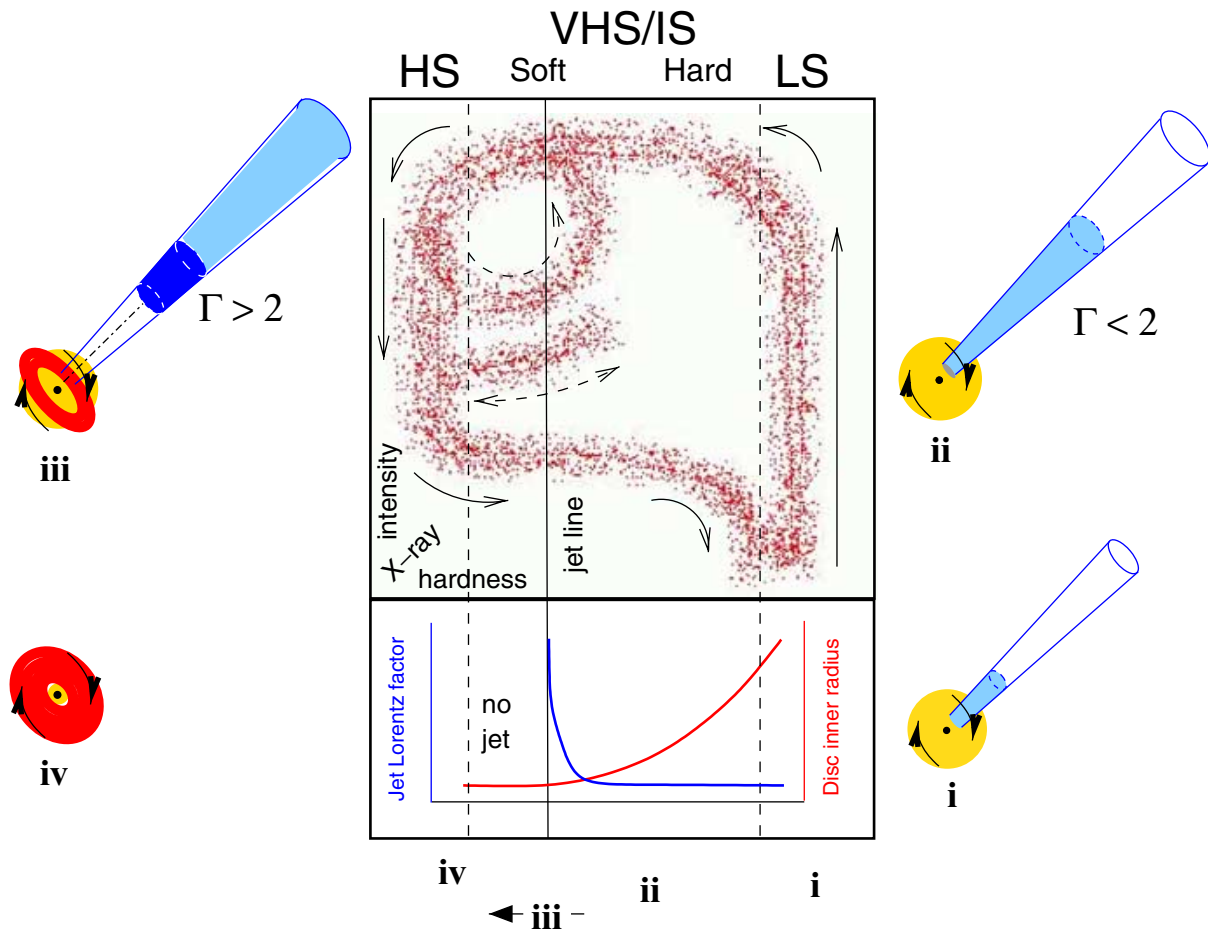 VHS/IS
HS Soft Hard LS
Γ > 2
Γ < 2
iii
ii
intensity
X–ray
hardness
jet line
Jet Lorentz factor
no
jet
Disc inner radius
iv
i
iv
ii
i
iii